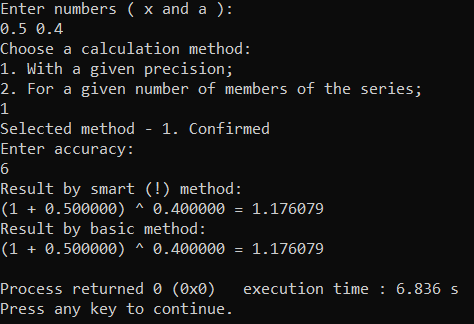 Enter numbers ( x and a ):
0.5 0.4
Choose a calculation method:
1. With a given precision;
2. For a given number of members of the series;
1
Selected method - 1. Confirmed
Enter accuracy:
6
Result by smart (!) method:
(1 + 0.500000) ^ 0.400000 = 1.176079
Result by basic method:
(1 + 0.500000) ^ 0.400000 = 1.176079

Process returned 0 (0x0)   execution time : 6.836 s
Press any key to continue.